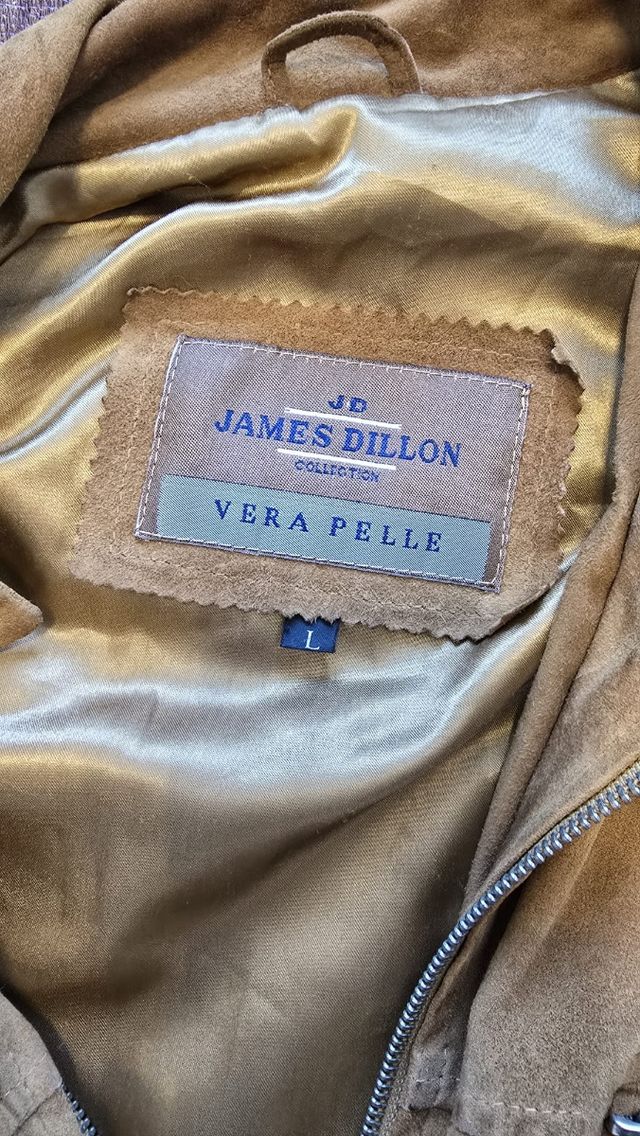 JD
JAMES DILLON
COLLECTION
VERA PELLE
L